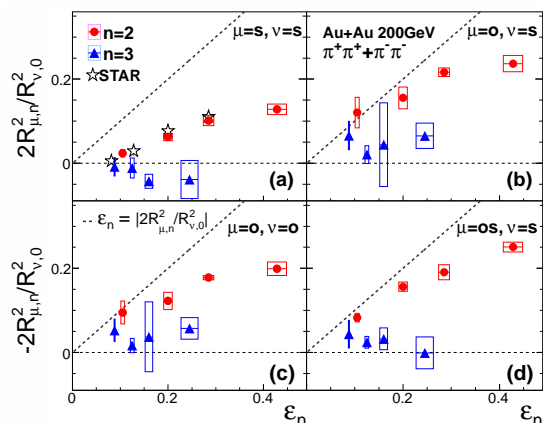 2R²μ,n/R²ν,0
-2R²μ,n/R²ν,0
n=2
n=3
STAR
μ=s, ν=s
(a)
0.2
0
Au+Au 200GeV
π⁺π⁺+π⁻π⁻
μ=o, ν=s
(b)
εn = |2R²μ,n/R²ν,0|
μ=o, ν=o
(c)
0.2
0
μ=os, ν=s
(d)
0 0.2 0.4
0.2 0.4
εn εn